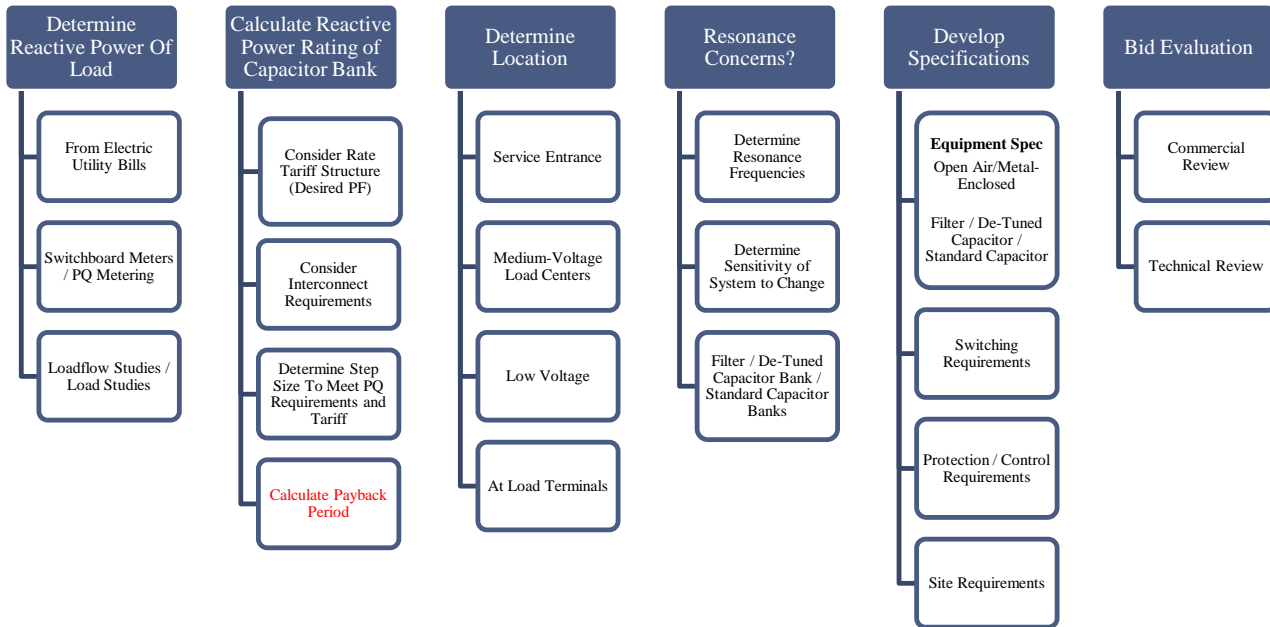 Determine
Reactive Power Of
Load
From Electric
Utility Bills
Switchboard Meters
/ PQ Metering
Loadflow Studies /
Load Studies
Calculate Reactive
Power Rating of
Capacitor Bank
Consider Rate
Tariff Structure
(Desired PF)
Consider
Interconnect
Requirements
Determine Step
Size To Meet PQ
Requirements and
Tariff
Calculate Payback
Period
Determine
Location
Service Entrance
Medium-Voltage
Load Centers
Low Voltage
At Load Terminals
Resonance
Concerns?
Determine
Resonance
Frequencies
Determine
Sensitivity of
System to Change
Filter / De-Tuned
Capacitor Bank /
Standard Capacitor
Banks
Develop
Specifications
Equipment Spec
Open Air/Metal-
Enclosed
Filter / De-Tuned
Capacitor /
Standard Capacitor
Switching
Requirements
Protection / Control
Requirements
Site Requirements
Bid Evaluation
Commercial
Review
Technical Review